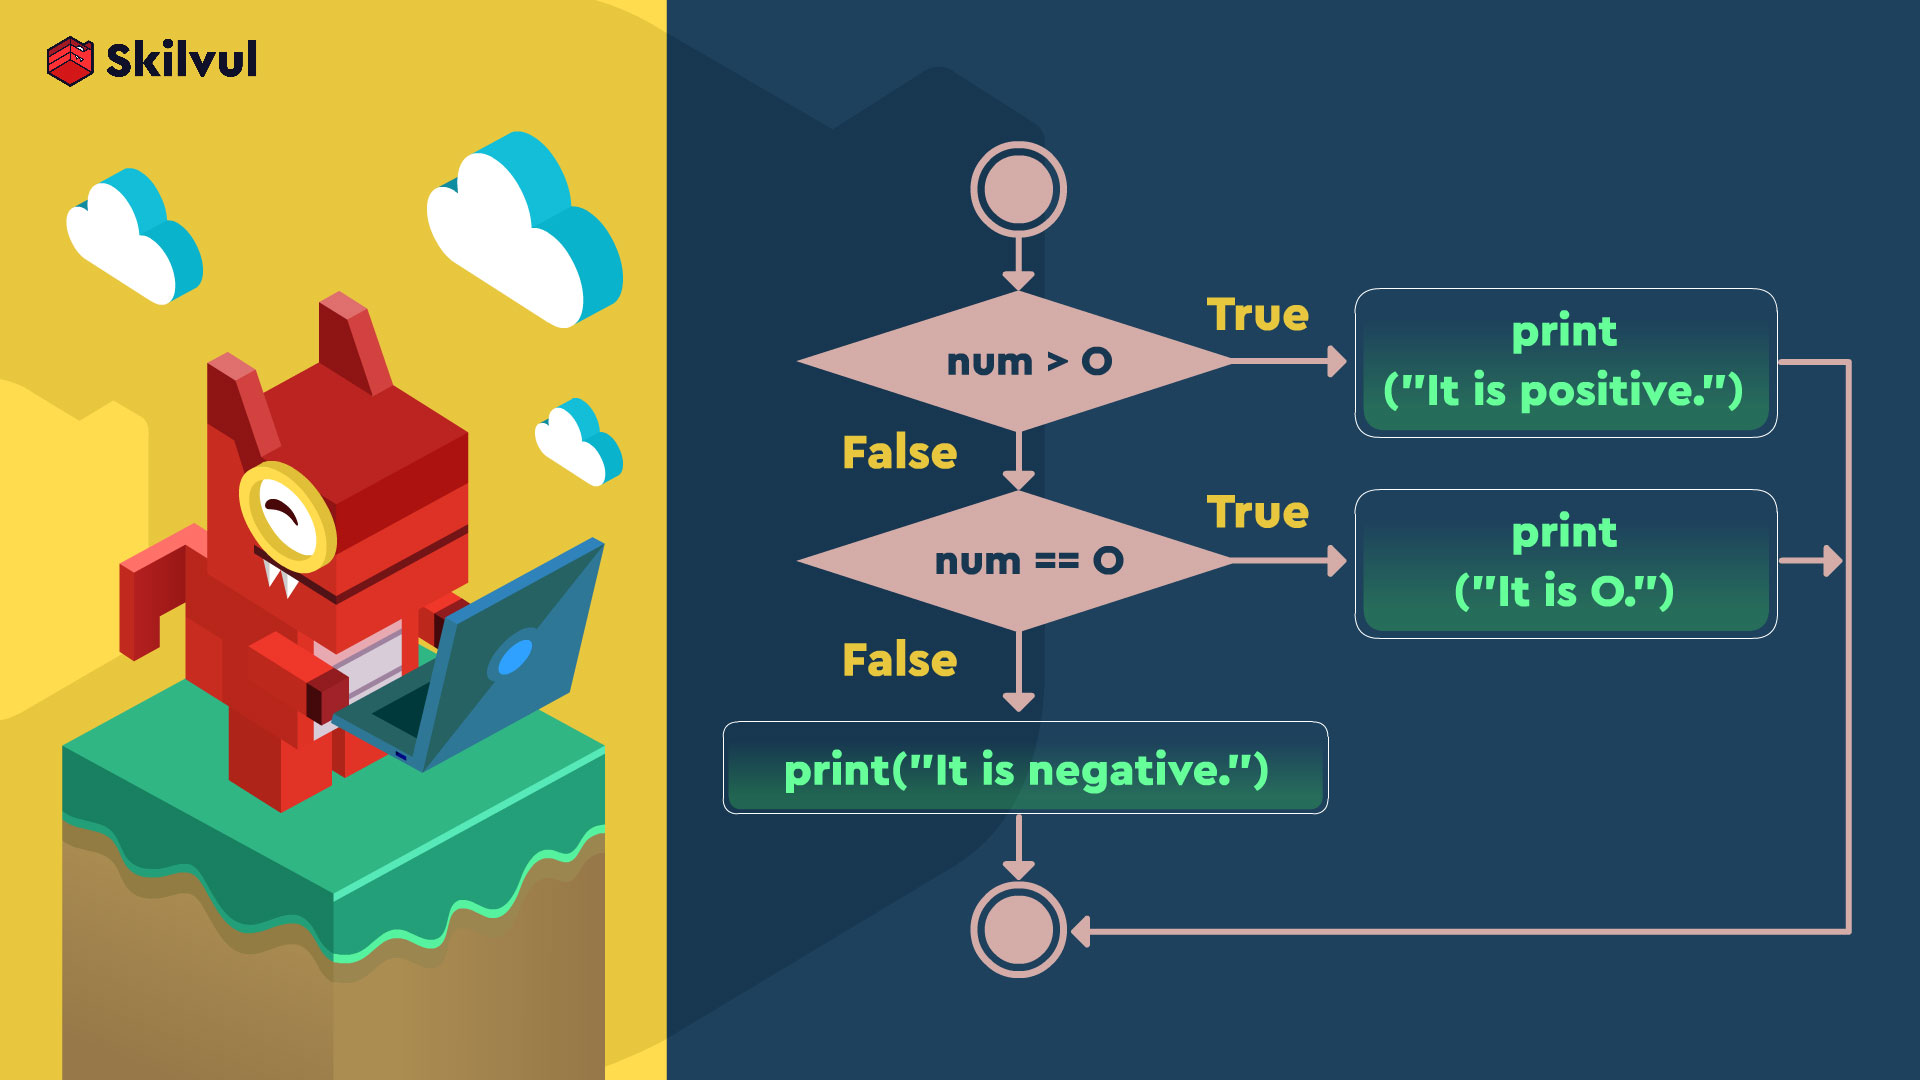 Skilvul
True
num > 0
print
("It is positive.")
False
True
num == 0
print
("It is 0.")
False
print("It is negative.")